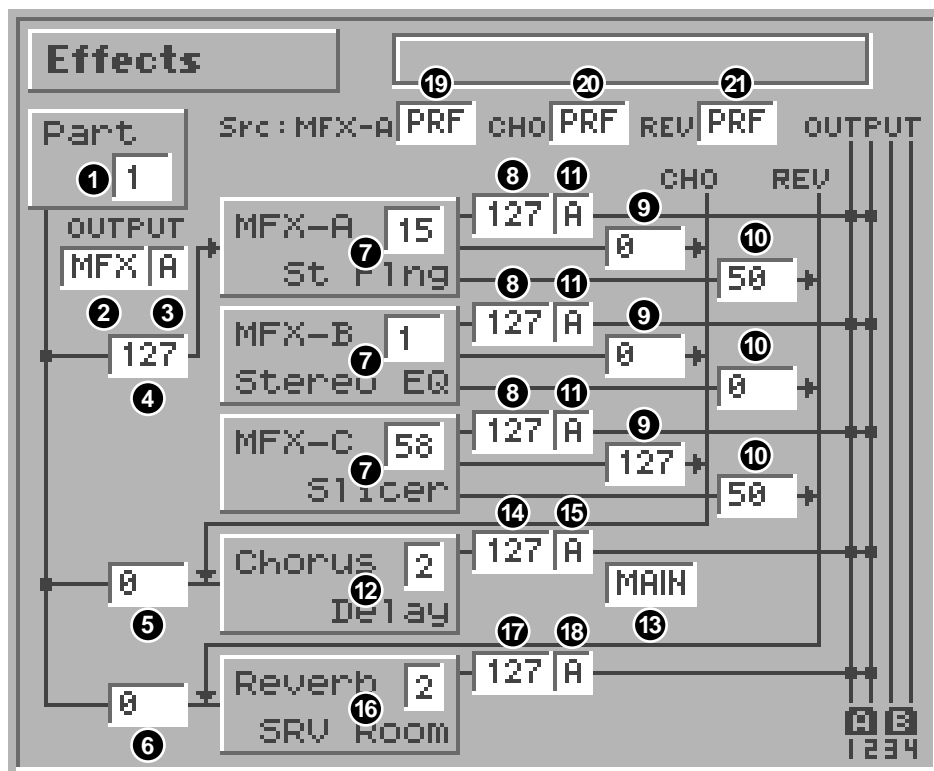 Effects
19 20 21
Part Src:MFX-A PRF CHO PRF REV PRF OUTPUT
1 1 8 11 CHO REV
OUTPUT MFX-A 15 127 A 9
MFX A 7 St Ping 0 10
2 3 8 11 50
MFX-B 1 127 A 9
127 7 Stereo EQ 0 10
4 8 11 0
MFX-C 58 127 A 9
7 Slicer 127 10
14 15 50
Chorus 2 127 A
0 12 Delay MAIN
5 17 18 13
Reverb 2 127 A
0 16 SRV Room
6 A B
1 2 3 4